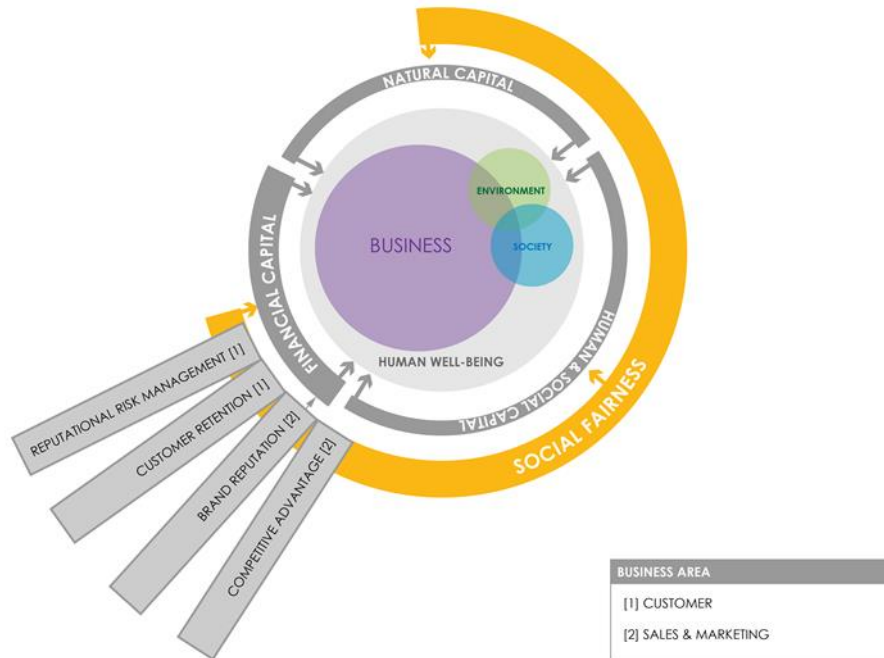 NATURAL CAPITAL
ENVIRONMENT
BUSINESS
SOCIETY
FINANCIAL CAPITAL
HUMAN WELL-BEING
HUMAN & SOCIAL CAPITAL
SOCIAL FAIRNESS
REPUTATIONAL RISK MANAGEMENT [1]
CUSTOMER RETENTION [1]
BRAND REPUTATION [2]
COMPETITIVE ADVANTAGE [2]
BUSINESS AREA
[1] CUSTOMER
[2] SALES & MARKETING